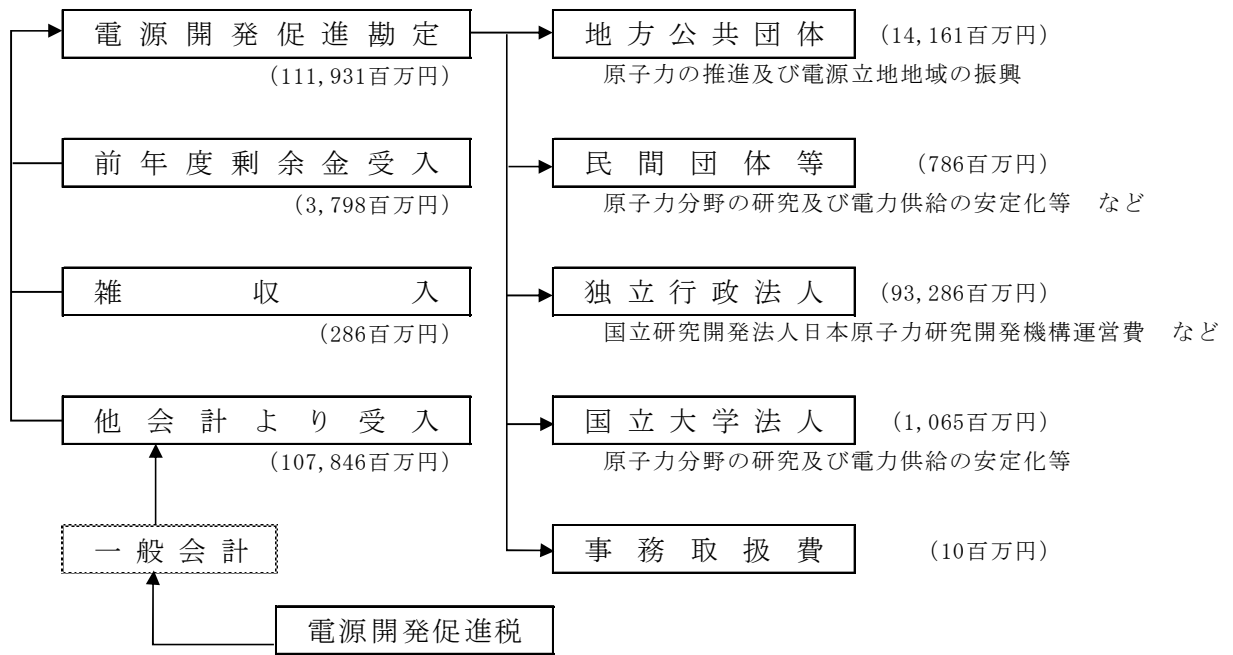 電源開発促進勘定
(111,931百万円)
前年度剰余金受入
(3,798百万円)
雑収入
(286百万円)
他会計より受入
(107,846百万円)
一般会計
電源開発促進税
地方公共団体 (14,161百万円)
原子力の推進及び電源立地地域の振興
民間団体等 (786百万円)
原子力分野の研究及び電力供給の安定化等 など
独立行政法人 (93,286百万円)
国立研究開発法人日本原子力研究開発機構運営費 など
国立大学法人 (1,065百万円)
原子力分野の研究及び電力供給の安定化等
事務取扱費 (10百万円)